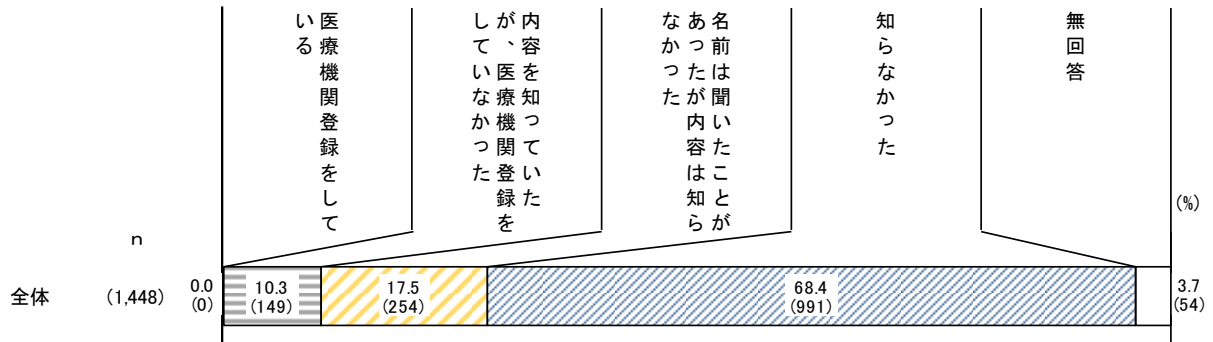 医療機関登録をして
いる
内容を知っていた
が、医療機関登録を
していなかった
名前は聞いたことが
あったが内容は知ら
なかった
知らなかった
無回答
(%)
n
全体 (1,448) 0.0 (0) 10.3 (149) 17.5 (254) 68.4 (991) 3.7 (54)